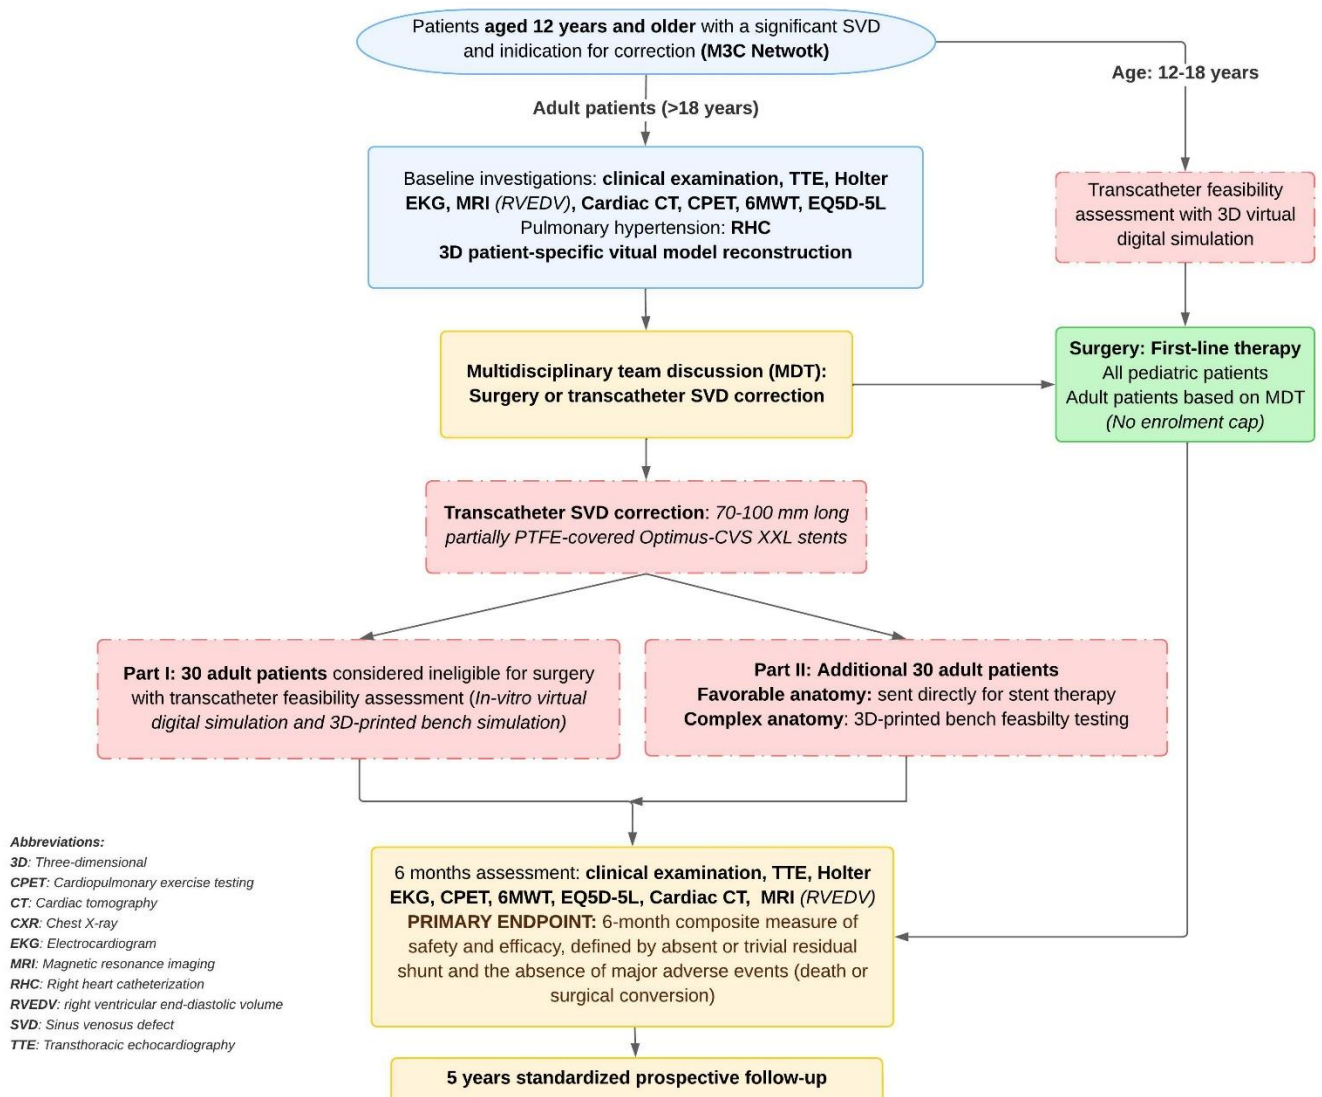 Patients aged 12 years and older with a significant SVD
and inidication for correction (M3C Netwotk)
Age: 12-18 years
Adult patients (>18 years)
Baseline investigations: clinical examination, TTE, Holter
EKG, MRI (RVEDV), Cardiac CT, CPET, 6MWT, EQ5D-5L
Pulmonary hypertension: RHC
3D patient-specific vitual model reconstruction
Transcatheter feasibility
assessment with 3D virtual
digital simulation
Multidisciplinary team discussion (MDT):
Surgery or transcatheter SVD correction
Surgery: First-line therapy
All pediatric patients
Adult patients based on MDT
(No enrolment cap)
Transcatheter SVD correction: 70-100 mm long
partially PTFE-covered Optimus-CVS XXL stents
Part I: 30 adult patients considered ineligible for surgery
with transcatheter feasibility assessment (In-vitro virtual
digital simulation and 3D-printed bench simulation)
Part II: Additional 30 adult patients
Favorable anatomy: sent directly for stent therapy
Complex anatomy: 3D-printed bench feasbilty testing
6 months assessment: clinical examination, TTE, Holter
EKG, CPET, 6MWT, EQ5D-5L, Cardiac CT, MRI (RVEDV)
PRIMARY ENDPOINT: 6-month composite measure of
safety and efficacy, defined by absent or trivial residual
shunt and the absence of major adverse events (death or
surgical conversion)
5 years standardized prospective follow-up
Abbreviations:
3D: Three-dimensional
CPET: Cardiopulmonary exercise testing
CT: Cardiac tomography
CXR: Chest X-ray
EKG: Electrocardiogram
MRI: Magnetic resonance imaging
RHC: Right heart catheterization
RVEDV: right ventricular end-diastolic volume
SVD: Sinus venosus defect
TTE: Transthoracic echocardiography